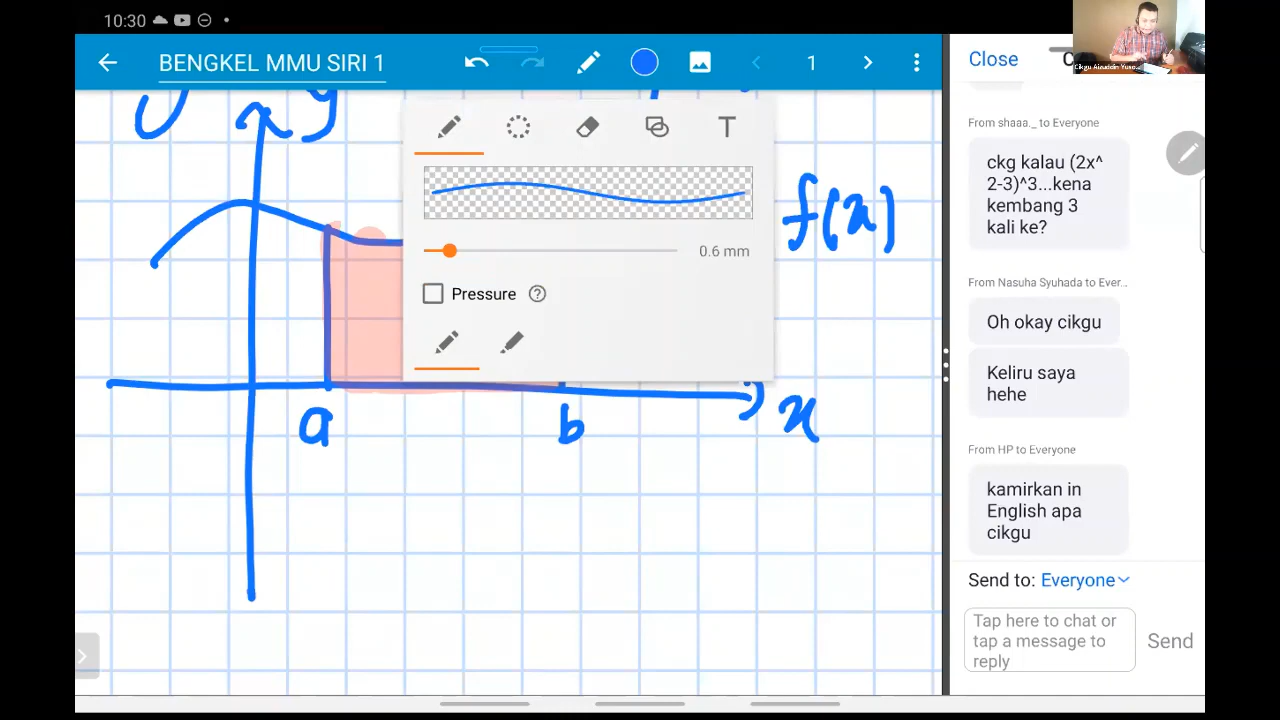 10:30
BENGKEL MMU SIRI 1
1
T
0.6 mm
Pressure
y
f(x)
a
b
x
Close
From shaaa._ to Everyone
ckg kalau (2x^
2-3)^3...kena
kembang 3
kali ke?
From Nasuha Syuhada to Ever...
Oh okay cikgu
Keliru saya
hehe
From HP to Everyone
kamirkan in
English apa
cikgu
Send to: Everyone
Tap here to chat or
tap a message to
reply
Send